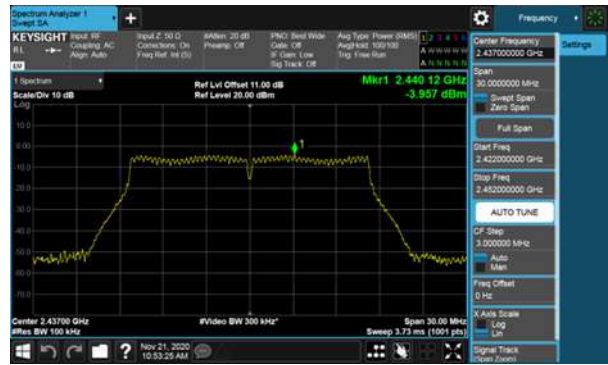 Spectrum Analyzer 1
Swept SA
Frequency
KEYSIGHT
Input: RF
Coupling: AC
Align: Auto
Input Z: 50 Ω
Corrections: On
Freq Ref: Int (S)
#Atten: 20 dB
Preamp: Off
PNO: Best Wide
Gate: Off
IF Gain: Low
Sig Track: Off
Avg Type: Power (RMS)
Avg|Hold: 100/100
Trig: Free Run
1 2 3 4 5 6
A W W W W W
A N N N N N
RL
LV
1 Spectrum
Scale/Div 10 dB
Log
Ref Lvl Offset 11.00 dB
Ref Level 20.00 dBm
Mkr1 2.440 12 GHz
-3.957 dBm
10.0
0.00
-10.0
-20.0
-30.0
-40.0
-50.0
-60.0
-70.0
1
Center 2.43700 GHz
#Res BW 100 kHz
#Video BW 300 kHz*
Span 30.00 MHz
Sweep 3.73 ms (1001 pts)
Nov 21, 2020
10:53:25 AM
Center Frequency
2.437000000 GHz
Settings
Span
30.0000000 MHz
Swept Span
Zero Span
Full Span
Start Freq
2.422000000 GHz
Stop Freq
2.452000000 GHz
AUTO TUNE
CF Step
3.000000 MHz
Auto
Man
Freq Offset
0 Hz
X Axis Scale
Log
Lin
Signal Track
(Span Zoom)